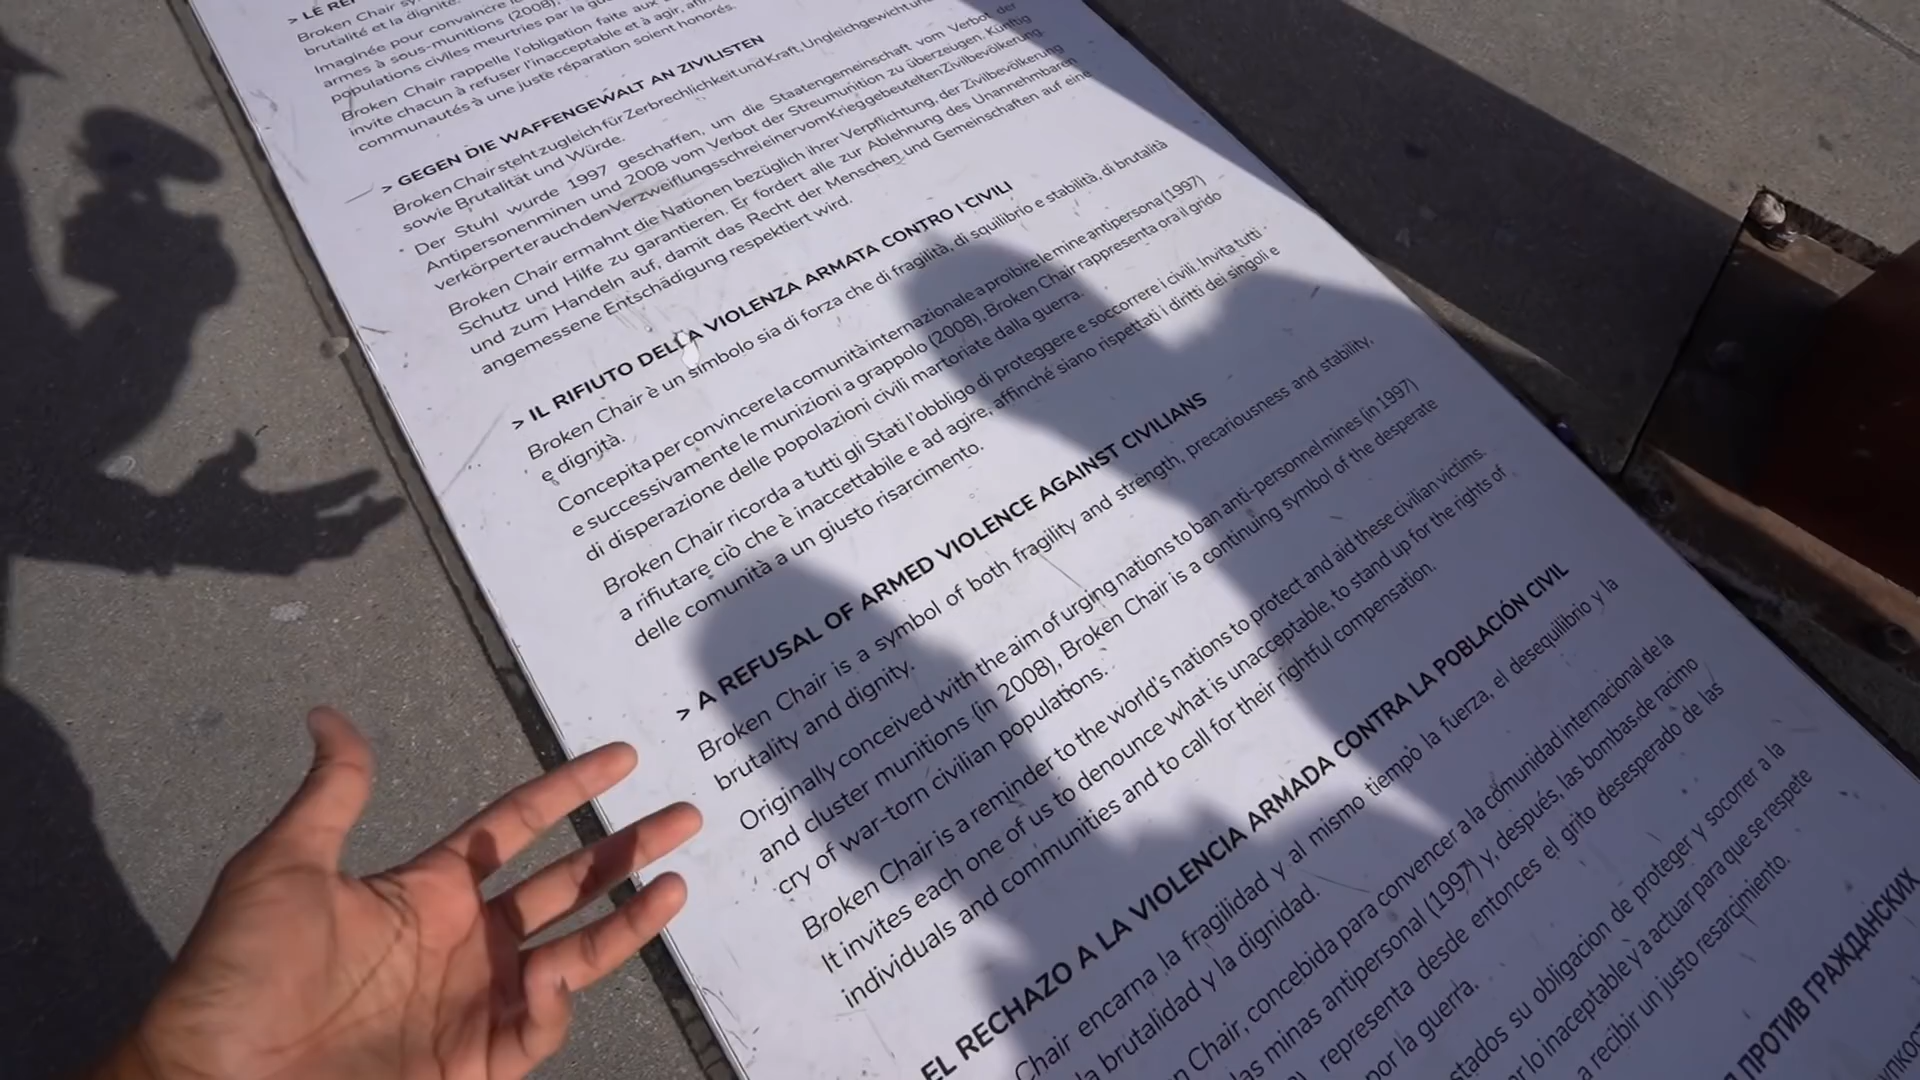 > LE REF
Broken Chair sy
brutalité et la dignité.
Imaginée pour convaincre
armes à sous-munitions (2008),
populations civiles meurtries par la gue
Broken Chair rappelle l'obligation faite aux
invite chacun à refuser l'inacceptable et à agir, afin
communautés à une juste réparation soient honorés.
> GEGEN DIE WAFFENGEWALT AN ZIVILISTEN
Broken Chair steht zugleich für Zerbrechlichkeit und Kraft, Ungleichgewicht und
sowie Brutalität und Würde.
Der Stuhl wurde 1997 geschaffen, um die Staatengemeinschaft vom Verbot der
Antipersonenminen und 2008 vom Verbot der Streumunition zu überzeugen. Künftig
verkörpert er auch den Verzweiflungsschrei einer vom Krieg gebeutelten Zivilbevölkerung.
Broken Chair ermahnt die Nationen bezüglich ihrer Verpflichtung, der Zivilbevölkerung
Schutz und Hilfe zu garantieren. Er fordert alle zur Ablehnung des Unannehmbaren
und zum Handeln auf, damit das Recht der Menschen und Gemeinschaften auf eine
angemessene Entschädigung respektiert wird.
> IL RIFIUTO DELLA VIOLENZA ARMATA CONTRO I CIVILI
Broken Chair è un simbolo sia di forza che di fragilità, di squilibrio e stabilità, di brutalità
e dignità.
Concepita per convincere la comunità internazionale a proibire le mine antipersona (1997)
e successivamente le munizioni a grappolo (2008), Broken Chair rappresenta ora il grido
di disperazione delle popolazioni civili martoriate dalla guerra.
Broken Chair ricorda a tutti gli Stati l'obbligo di proteggere e soccorrere i civili. Invita tutti
a rifiutare ciò che è inaccettabile e ad agire, affinché siano rispettati i diritti dei singoli e
delle comunità a un giusto risarcimento.
> A REFUSAL OF ARMED VIOLENCE AGAINST CIVILIANS
Broken Chair is a symbol of both fragility and strength, precariousness and stability,
brutality and dignity.
Originally conceived with the aim of urging nations to ban anti-personnel mines (in 1997)
and cluster munitions (in 2008), Broken Chair is a continuing symbol of the desperate
cry of war-torn civilian populations.
Broken Chair is a reminder to the world's nations to protect and aid these civilian victims.
It invites each one of us to denounce what is unacceptable, to stand up for the rights of
individuals and communities and to call for their rightful compensation.
EL RECHAZO A LA VIOLENCIA ARMADA CONTRA LA POBLACIÓN CIVIL
Chair encarna la fragilidad y al mismo tiempo la fuerza, el desequilibrio y la
la brutalidad y la dignidad.
n Chair, concebida para convencer a la comunidad internacional de la
las minas antipersonal (1997) y, después, las bombas de racimo
representa desde entonces el grito desesperado de las
por la guerra.
stados su obligacion de proteger y socorrer a la
r lo inaceptable y a actuar para que se respete
a recibir un justo resarcimiento.
ПРОТИВ ГРАЖДАНСКИХ